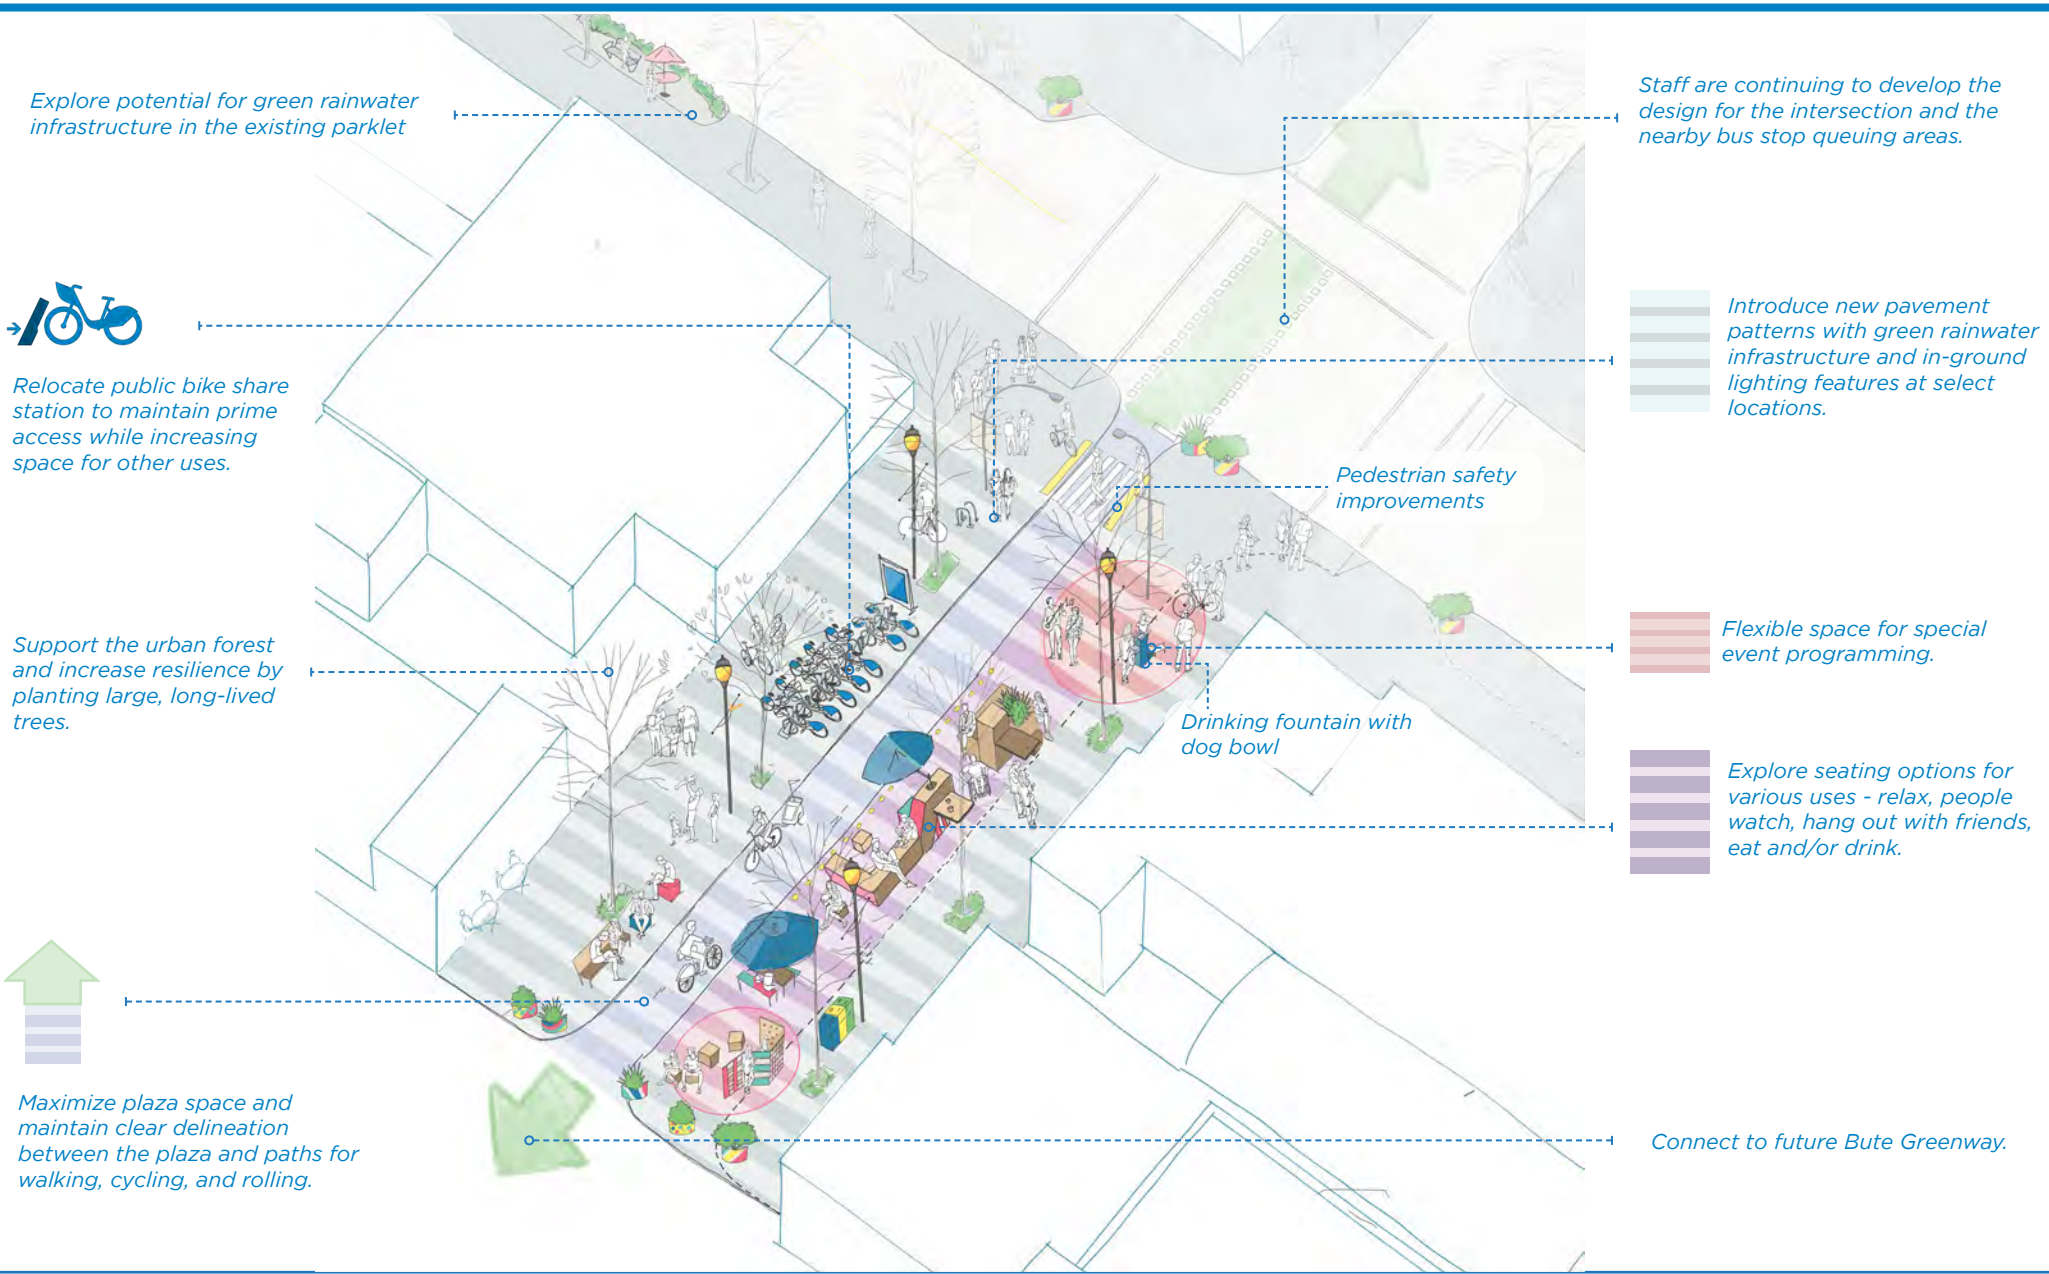 Explore potential for green rainwater
infrastructure in the existing parklet
Relocate public bike share
station to maintain prime
access while increasing
space for other uses.
Support the urban forest
and increase resilience by
planting large, long-lived
trees.
Maximize plaza space and
maintain clear delineation
between the plaza and paths for
walking, cycling, and rolling.
Pedestrian safety
improvements
Drinking fountain with
dog bowl
Staff are continuing to develop the
design for the intersection and the
nearby bus stop queuing areas.
Introduce new pavement
patterns with green rainwater
infrastructure and in-ground
lighting features at select
locations.
Flexible space for special
event programming.
Explore seating options for
various uses - relax, people
watch, hang out with friends,
eat and/or drink.
Connect to future Bute Greenway.